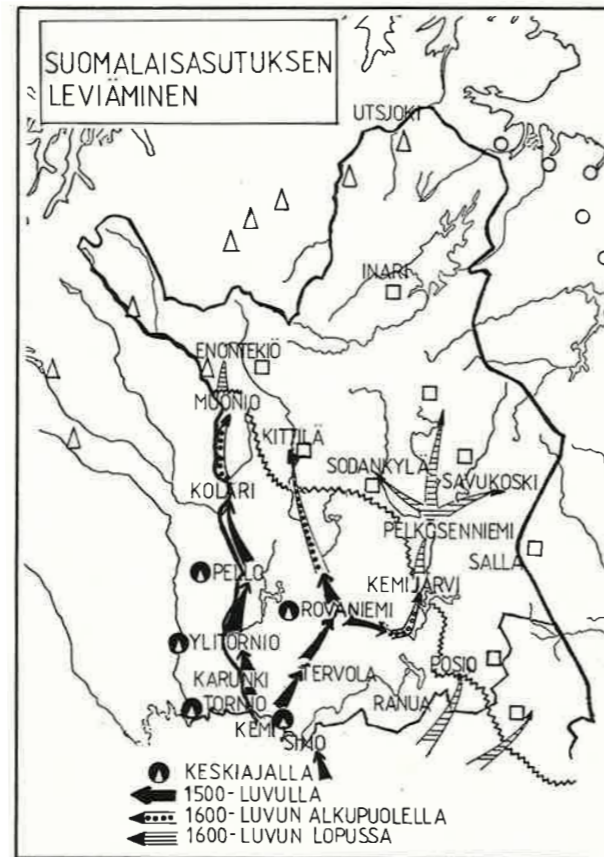 SUOMALAISASUTUKSEN
LEVIÄMINEN
UTSJOKI
INARI
ENONTEKIÖ
MUONIO
KITTILÄ
SODANKYLÄ
SAVUKOSKI
KOLARI
PELKOSENNIEMI
SALLA
PELLO
KEMIJÄRVI
ROVANIEMI
YLITORNIO
POSIO
KARUNKI
TERVOLA
TORNIO
RANUA
KEMI
SIMO
KESKIAJALLA
1500-LUVULLA
1600-LUVUN ALKUPUOLELLA
1600-LUVUN LOPUSSA